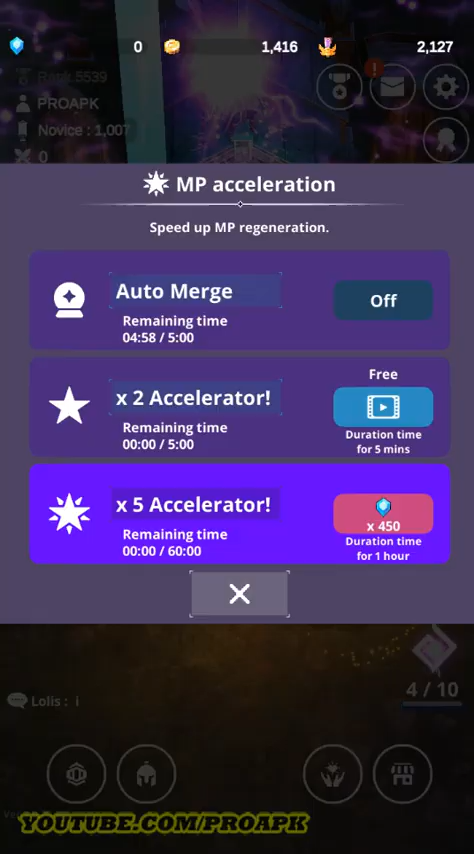 0 1,416 2,127
Rank 5539
PROAPK
Novice : 1,007
0
MP acceleration
Speed up MP regeneration.
Auto Merge
Remaining time
04:58 / 5:00
Off
x 2 Accelerator!
Remaining time
00:00 / 5:00
Free
Duration time
for 5 mins
x 5 Accelerator!
Remaining time
00:00 / 60:00
x 450
Duration time
for 1 hour
4 / 10
Lolis : i
YOUTUBE.COM/PROAPK